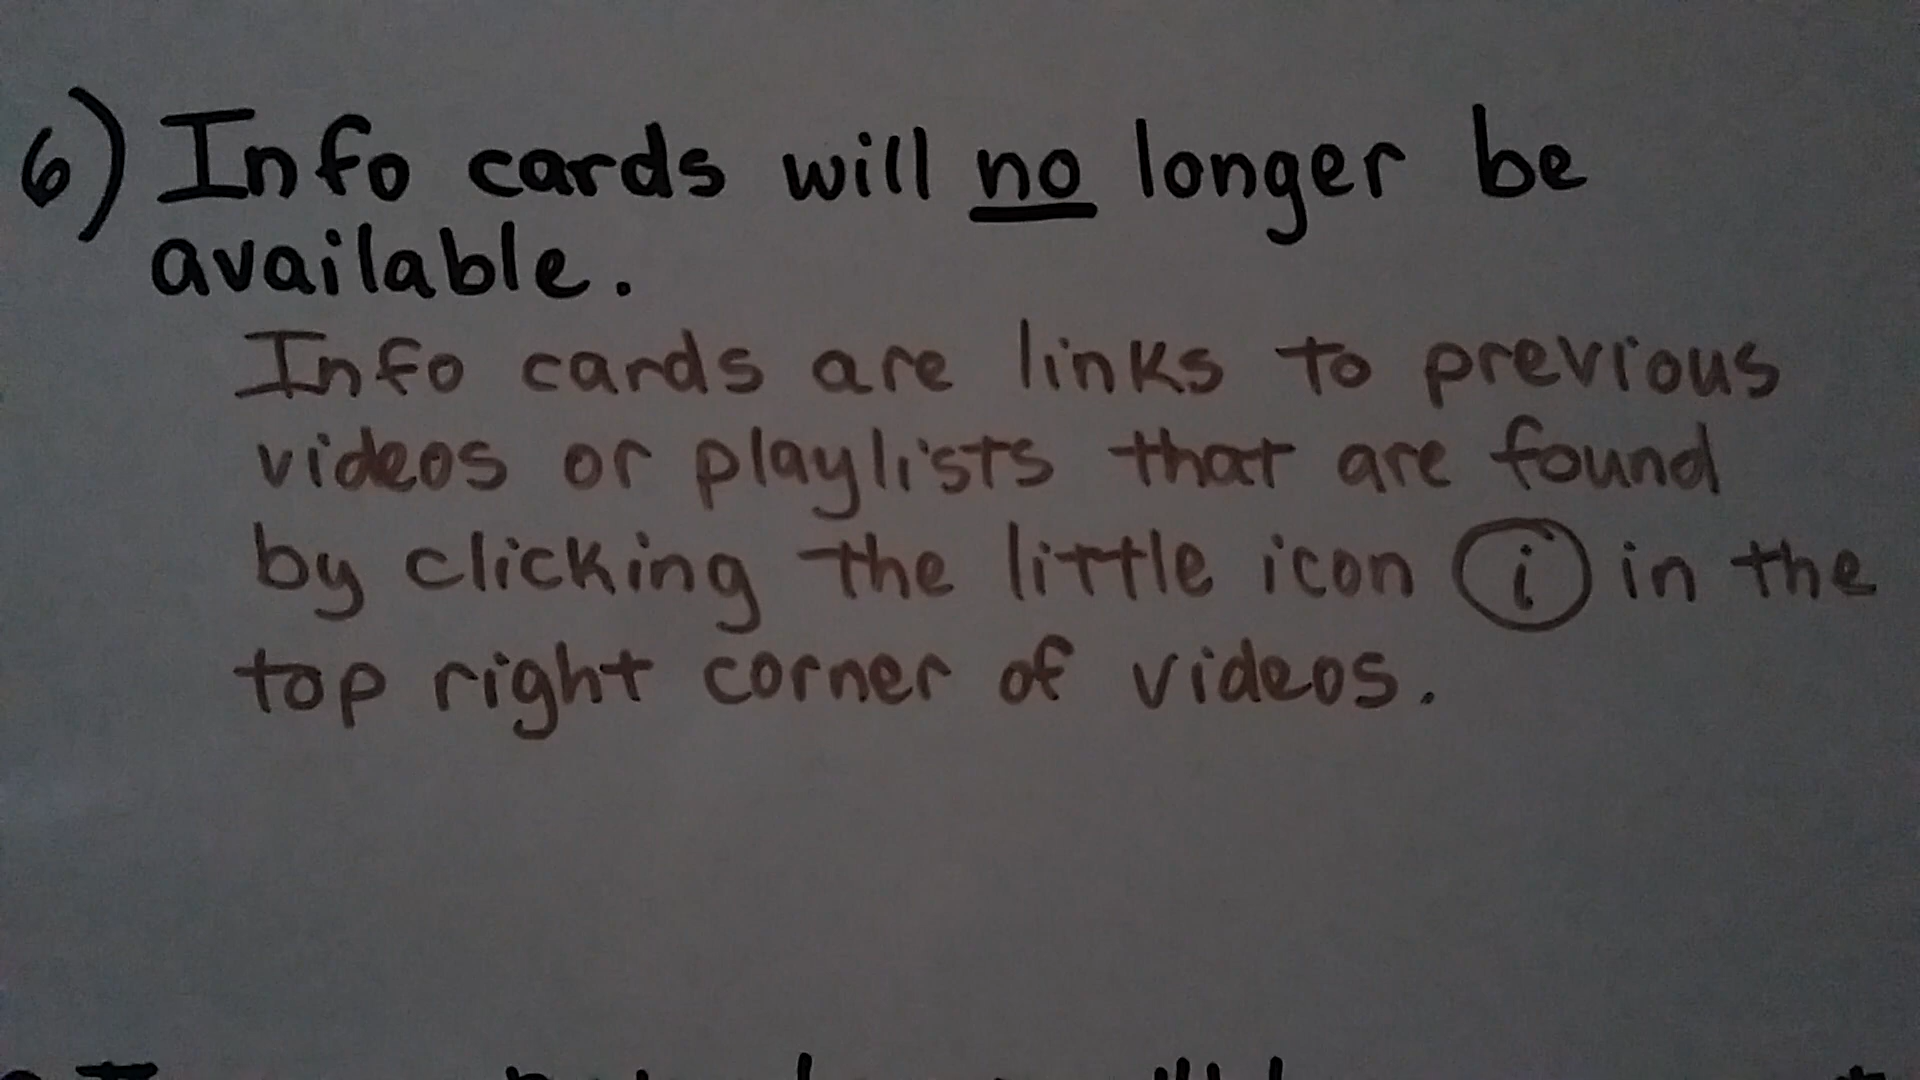 6) Info cards will no longer be
available.
Info cards are links to previous
videos or playlists that are found
by clicking the little icon i in the
top right corner of videos.